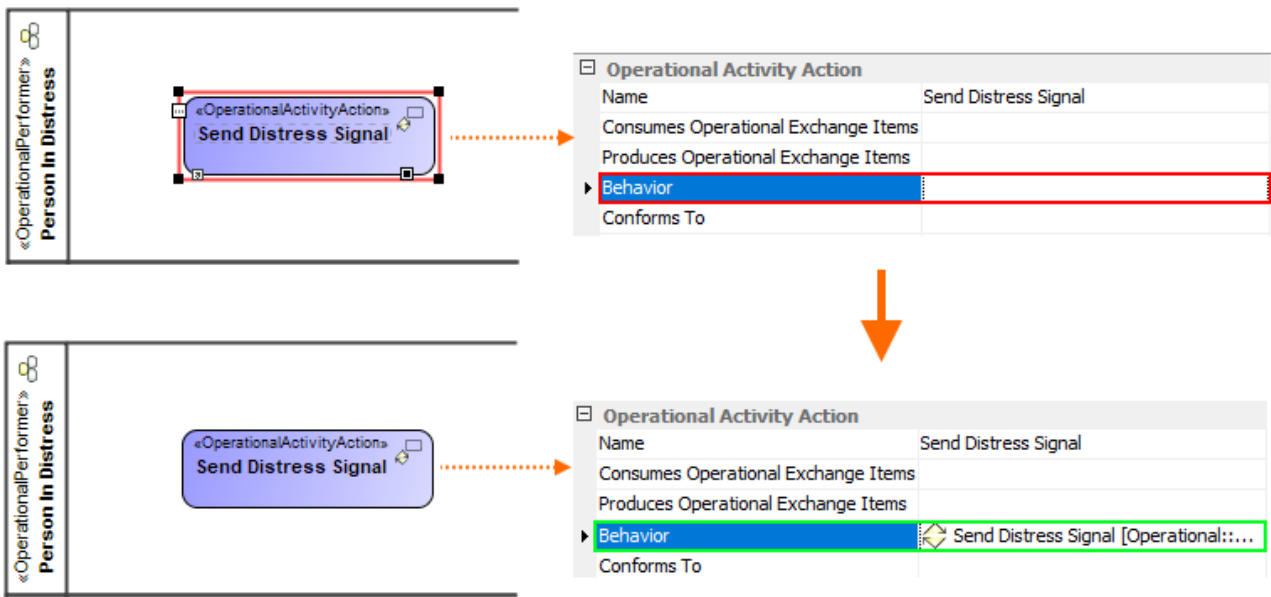 «OperationalPerformer»
Person In Distress
«OperationalActivityAction»
Send Distress Signal
Operational Activity Action
Name Send Distress Signal
Consumes Operational Exchange Items
Produces Operational Exchange Items
Behavior
Conforms To
«OperationalPerformer»
Person In Distress
«OperationalActivityAction»
Send Distress Signal
Operational Activity Action
Name Send Distress Signal
Consumes Operational Exchange Items
Produces Operational Exchange Items
Behavior Send Distress Signal [Operational::...
Conforms To